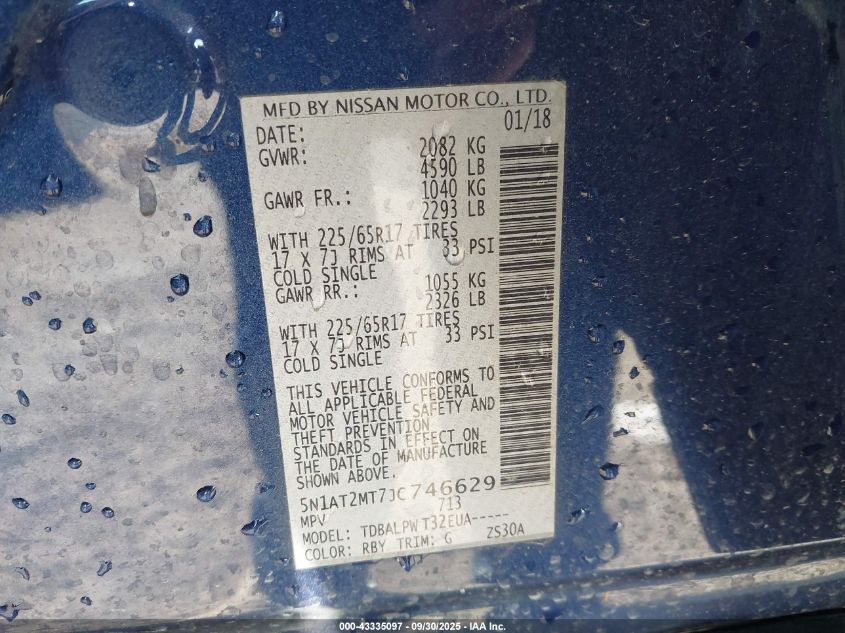 MFD BY NISSAN MOTOR CO., LTD.
DATE: 01/18
GVWR: 2082 KG
4590 LB
GAWR FR.: 1040 KG
2293 LB
WITH 225/65R17 TIRES
17 X 7J RIMS AT 33 PSI
COLD SINGLE
GAWR RR.: 1055 KG
2326 LB
WITH 225/65R17 TIRES
17 X 7J RIMS AT 33 PSI
COLD SINGLE
THIS VEHICLE CONFORMS TO
ALL APPLICABLE FEDERAL
MOTOR VEHICLE SAFETY AND
THEFT PREVENTION
STANDARDS IN EFFECT ON
THE DATE OF MANUFACTURE
SHOWN ABOVE.
5N1AT2MT7JC746629
MPV 713
MODEL: TDBALPW T32EUA-----
COLOR: RBY TRIM: G ZS30A
000-43335097 - 09/30/2025 - IAA Inc.